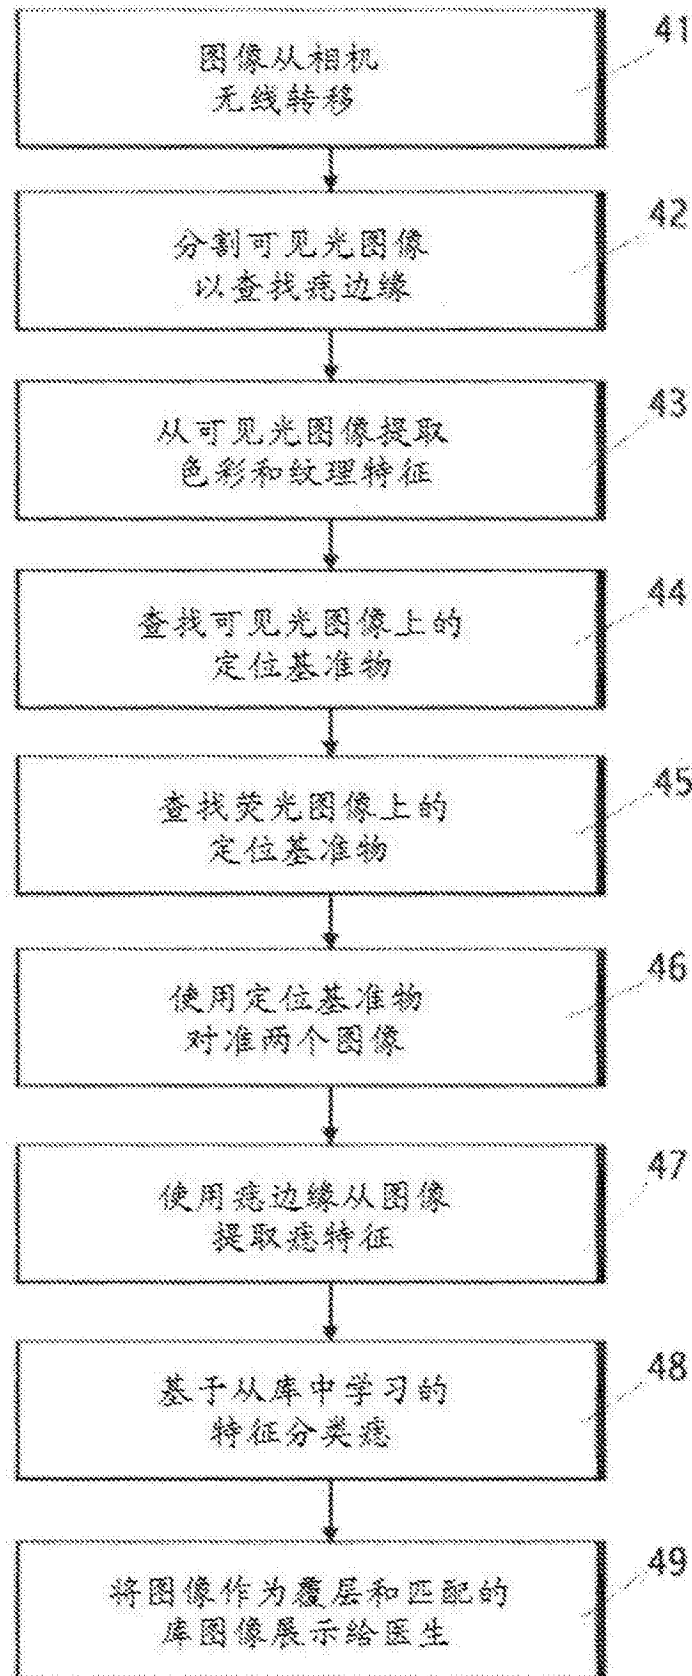 图像从相机
无线转移
41
分割可见光图像
以查找痣边缘
42
从可见光图像提取
色彩和纹理特征
43
查找可见光图像上的
定位基准物
44
查找荧光图像上的
定位基准物
45
使用定位基准物
对准两个图像
46
使用痣边缘从图像
提取痣特征
47
基于从库中学习的
特征分类痣
48
将图像作为覆层和匹配的
库图像展示给医生
49